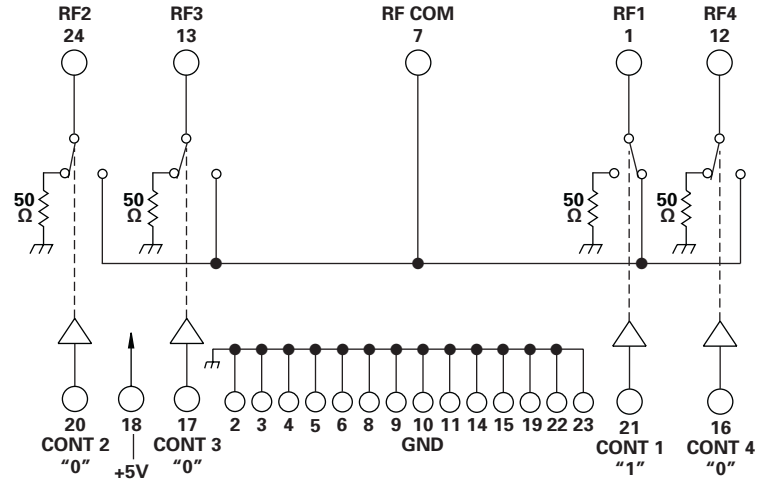 RF2 RF3 RF COM RF1 RF4
24 13 7 1 12
50 Ω 50 Ω 50 Ω 50 Ω
20 18 17 2 3 4 5 6 8 9 10 11 14 15 19 22 23 21 16
CONT 2 CONT 3 GND CONT 1 CONT 4
“0” +5V “0” “1” “0”